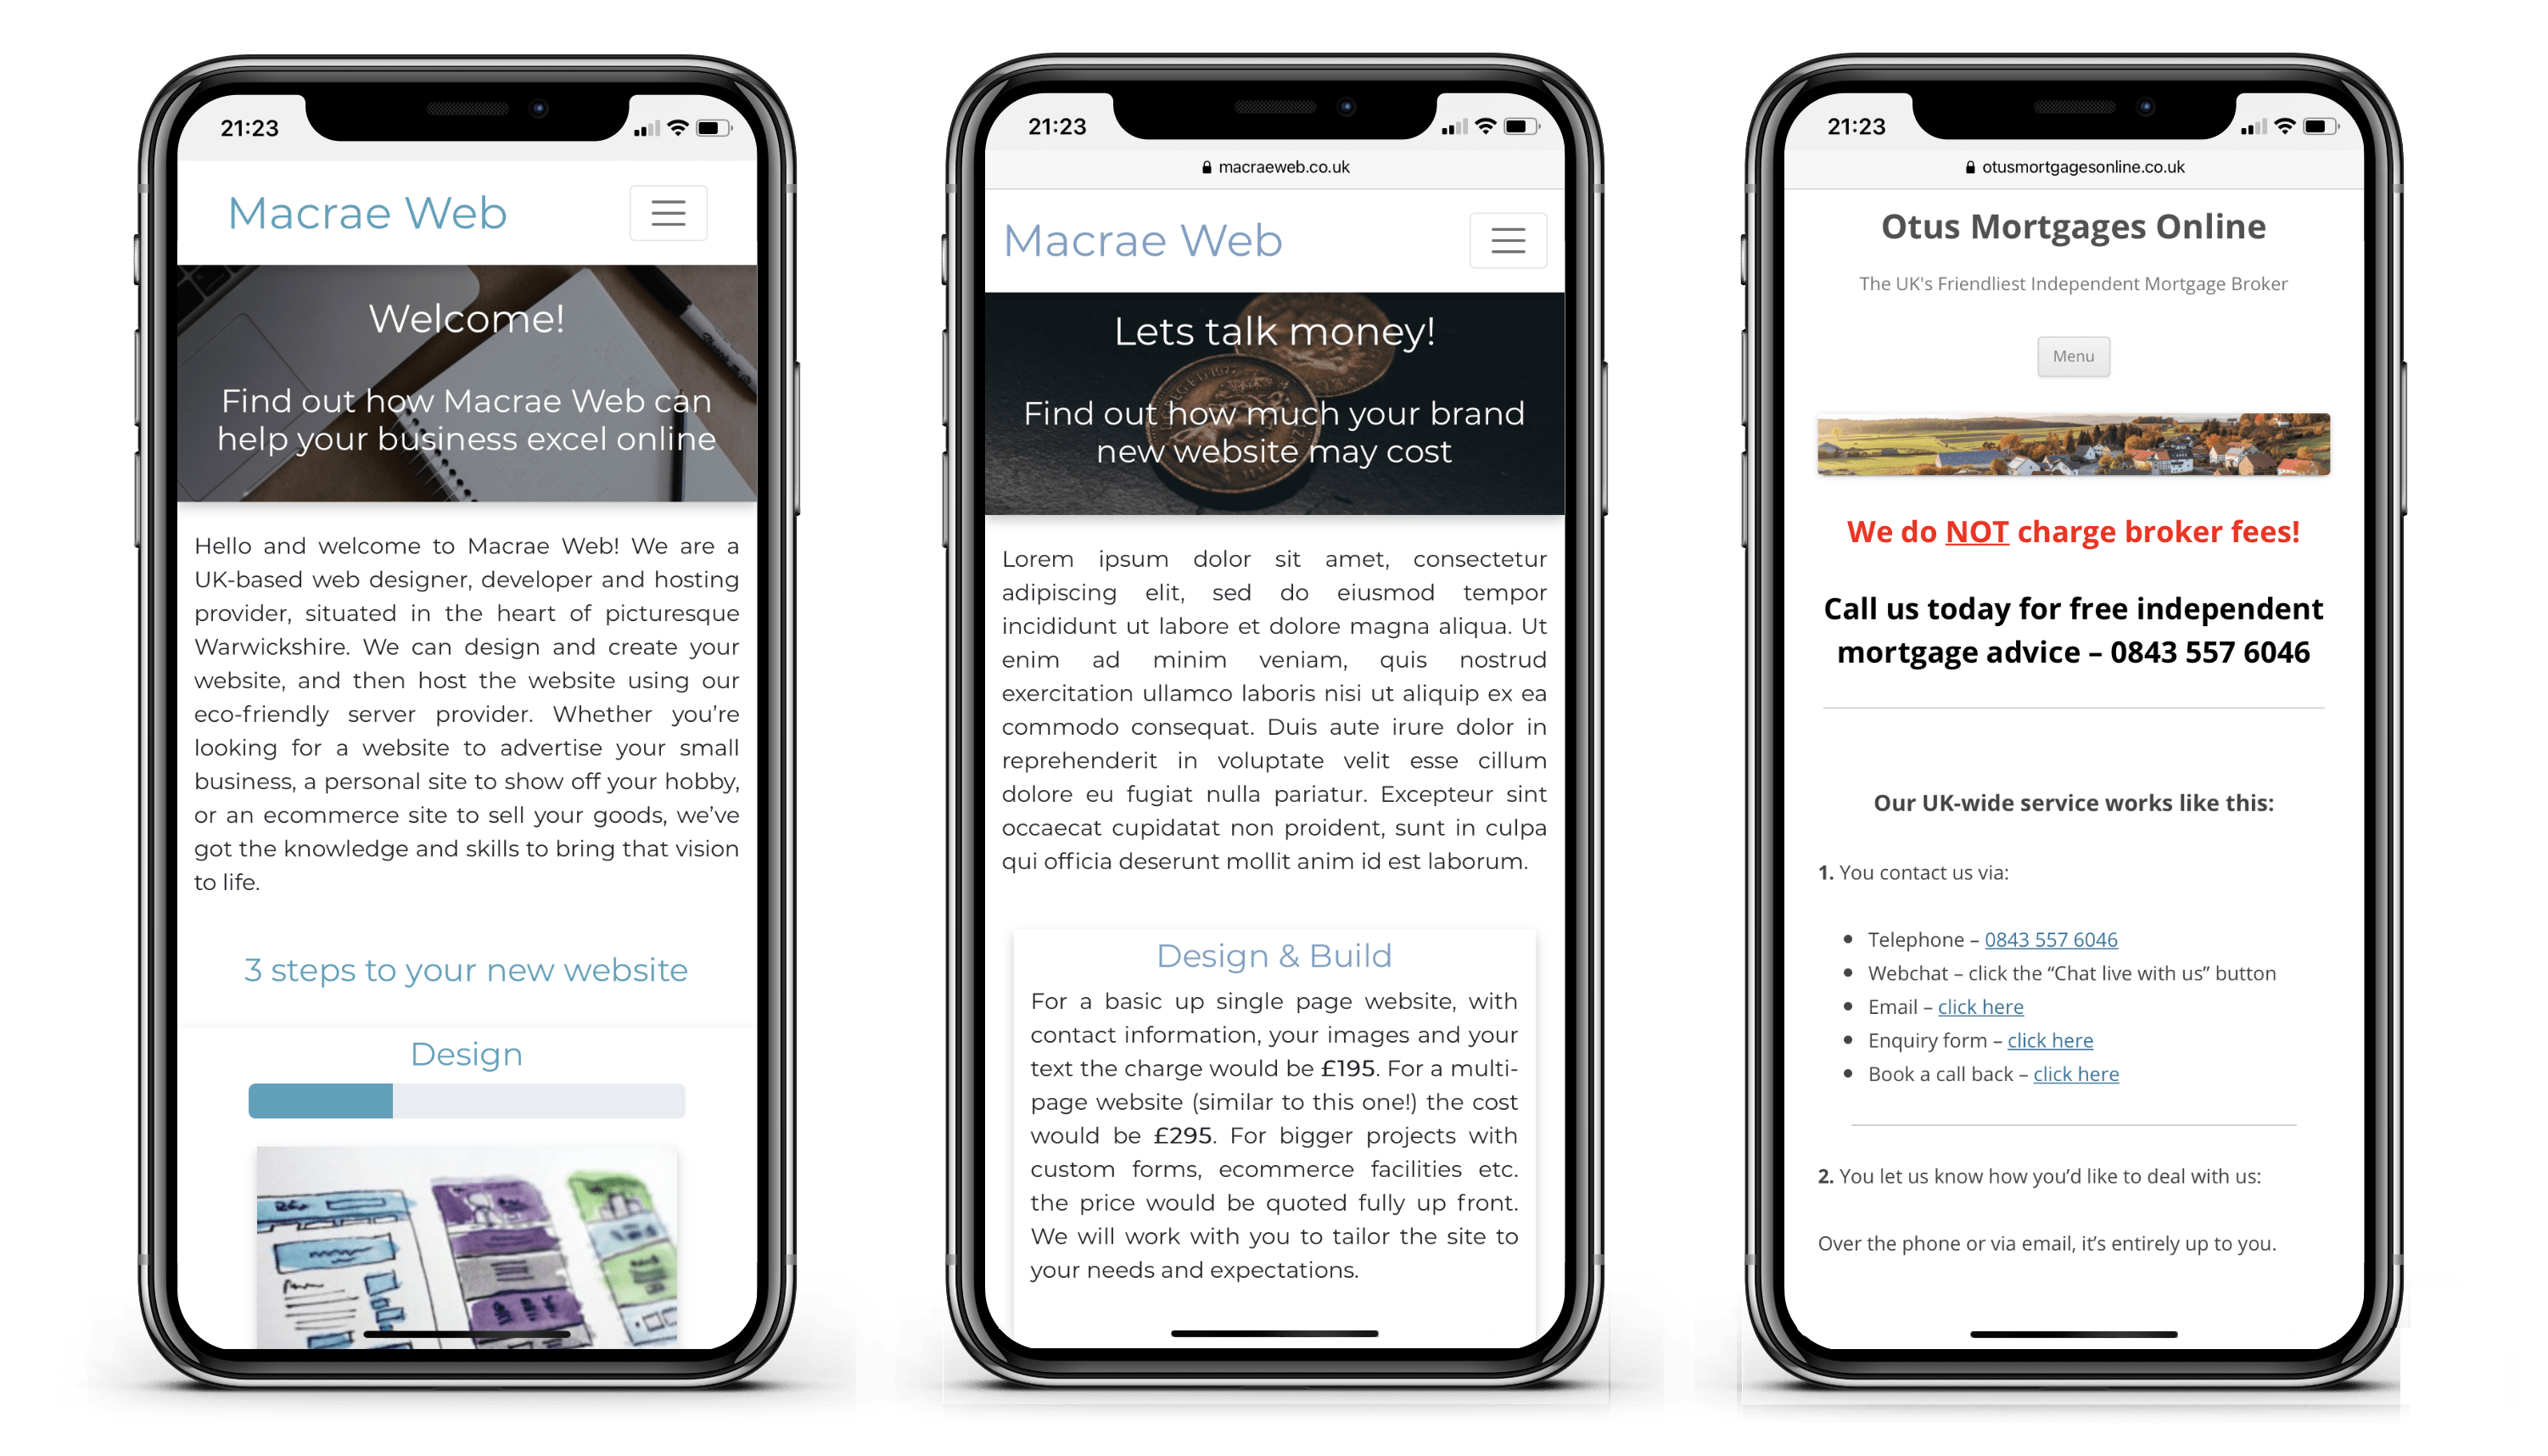 21:23
Macrae Web
Welcome!
Find out how Macrae Web can
help your business excel online
Hello and welcome to Macrae Web! We are a
UK-based web designer, developer and hosting
provider, situated in the heart of picturesque
Warwickshire. We can design and create your
website, and then host the website using our
eco-friendly server provider. Whether you’re
looking for a website to advertise your small
business, a personal site to show off your hobby,
or an ecommerce site to sell your goods, we’ve
got the knowledge and skills to bring that vision
to life.
3 steps to your new website
Design
21:23
macraeweb.co.uk
Macrae Web
Lets talk money!
Find out how much your brand
new website may cost
Lorem ipsum dolor sit amet, consectetur
adipiscing elit, sed do eiusmod tempor
incididunt ut labore et dolore magna aliqua. Ut
enim ad minim veniam, quis nostrud
exercitation ullamco laboris nisi ut aliquip ex ea
commodo consequat. Duis aute irure dolor in
reprehenderit in voluptate velit esse cillum
dolore eu fugiat nulla pariatur. Excepteur sint
occaecat cupidatat non proident, sunt in culpa
qui officia deserunt mollit anim id est laborum.
Design & Build
For a basic up single page website, with
contact information, your images and your
text the charge would be £195. For a multi-
page website (similar to this one!) the cost
would be £295. For bigger projects with
custom forms, ecommerce facilities etc.
the price would be quoted fully up front.
We will work with you to tailor the site to
your needs and expectations.
21:23
otusmortgagesonline.co.uk
Otus Mortgages Online
The UK's Friendliest Independent Mortgage Broker
Menu
We do NOT charge broker fees!
Call us today for free independent
mortgage advice – 0843 557 6046
Our UK-wide service works like this:
1. You contact us via:
• Telephone – 0843 557 6046
• Webchat – click the “Chat live with us” button
• Email – click here
• Enquiry form – click here
• Book a call back – click here
2. You let us know how you’d like to deal with us:
Over the phone or via email, it’s entirely up to you.